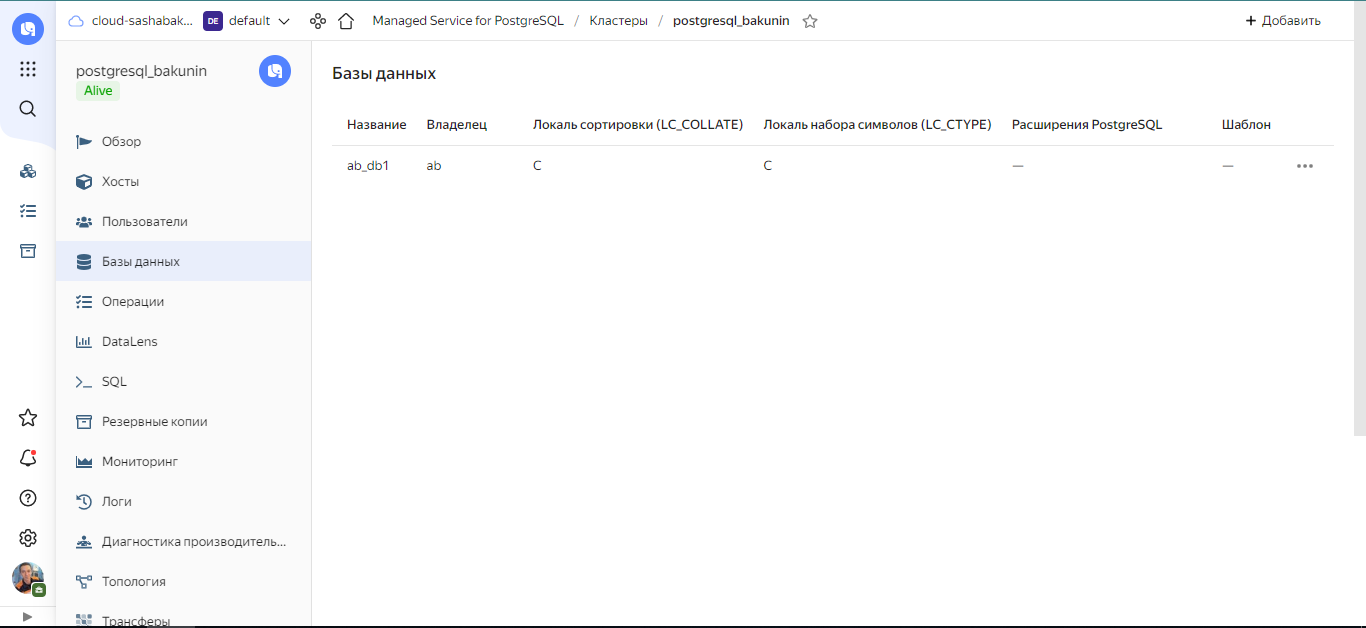 cloud-sashabak... DE default Managed Service for PostgreSQL / Кластеры / postgresql_bakunin + Добавить
postgresql_bakunin
Alive
Обзор
Хосты
Пользователи
Базы данных
Операции
DataLens
SQL
Резервные копии
Мониторинг
Логи
Диагностика производитель...
Топология
Трансферы
Базы данных
Название Владелец Локаль сортировки (LC_COLLATE) Локаль набора символов (LC_CTYPE) Расширения PostgreSQL Шаблон
ab_db1 ab C C — —